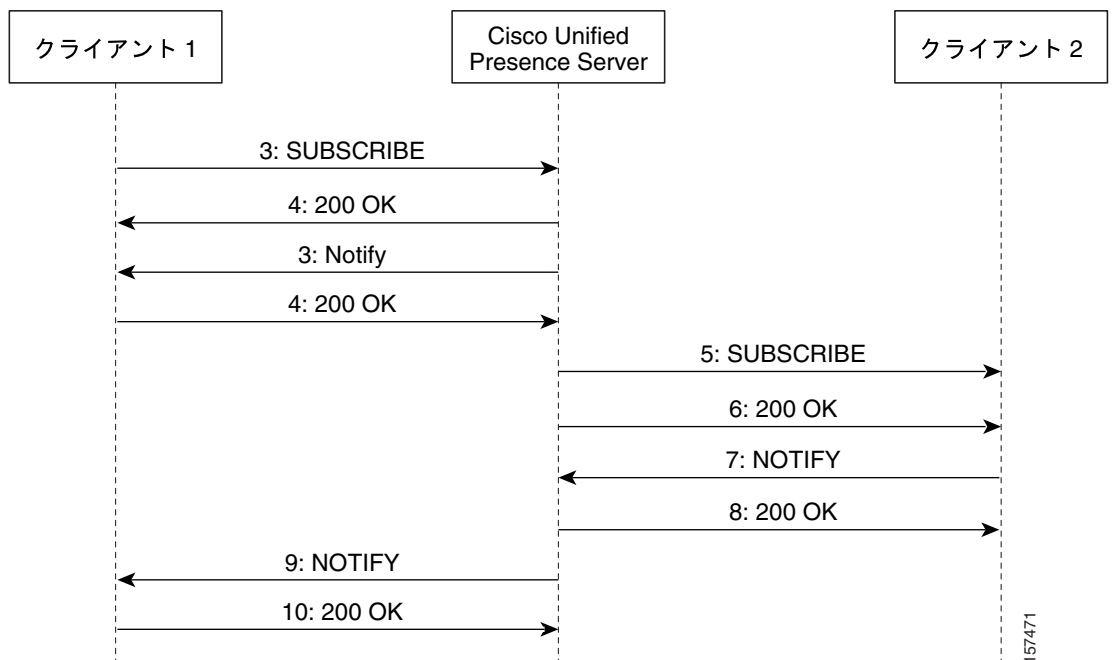 クライアント 1
Cisco Unified
Presence Server
クライアント 2
3: SUBSCRIBE
4: 200 OK
3: Notify
4: 200 OK
5: SUBSCRIBE
6: 200 OK
7: NOTIFY
8: 200 OK
9: NOTIFY
10: 200 OK
157471